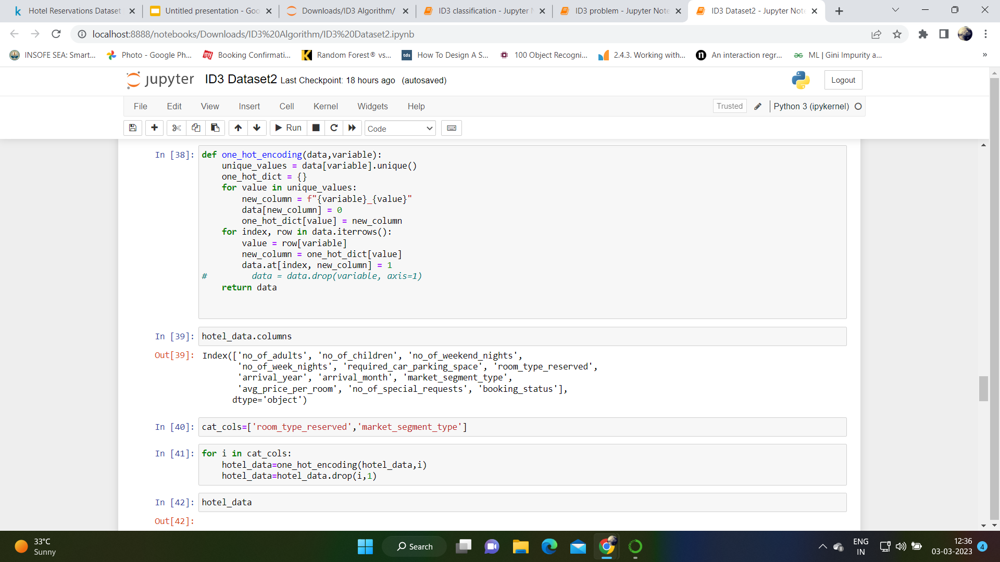 Hotel Reservations Dataset
Untitled presentation - Goo
Downloads/ID3 Algorithm/
ID3 classification - Jupyter N
ID3 problem - Jupyter Note
ID3 Dataset2 - Jupyter Note
localhost:8888/notebooks/Downloads/ID3%20Algorithm/ID3%20Dataset2.ipynb
INSOFE SEA: Smart...
Photo - Google Ph...
Booking Confirmati...
Random Forest® vs...
tds
How To Design A S...
100 Object Recogni...
2.4.3. Working with...
An interaction regr...
ML | Gini Impurity a...
»
jupyter ID3 Dataset2 Last Checkpoint: 18 hours ago (autosaved)
Logout
File Edit View Insert Cell Kernel Widgets Help
Trusted
Python 3 (ipykernel)
Run
Code
In [38]: def one_hot_encoding(data,variable):
    unique_values = data[variable].unique()
    one_hot_dict = {}
    for value in unique_values:
        new_column = f"{variable}_{value}"
        data[new_column] = 0
        one_hot_dict[value] = new_column
    for index, row in data.iterrows():
        value = row[variable]
        new_column = one_hot_dict[value]
        data.at[index, new_column] = 1
#         data = data.drop(variable, axis=1)
    return data
In [39]: hotel_data.columns
Out[39]: Index(['no_of_adults', 'no_of_children', 'no_of_weekend_nights',
       'no_of_week_nights', 'required_car_parking_space', 'room_type_reserved',
       'arrival_year', 'arrival_month', 'market_segment_type',
       'avg_price_per_room', 'no_of_special_requests', 'booking_status'],
      dtype='object')
In [40]: cat_cols=['room_type_reserved','market_segment_type']
In [41]: for i in cat_cols:
    hotel_data=one_hot_encoding(hotel_data,i)
    hotel_data=hotel_data.drop(i,1)
In [42]: hotel_data
Out[42]:
33°C
Sunny
Search
ENG
IN
12:36
03-03-2023
4